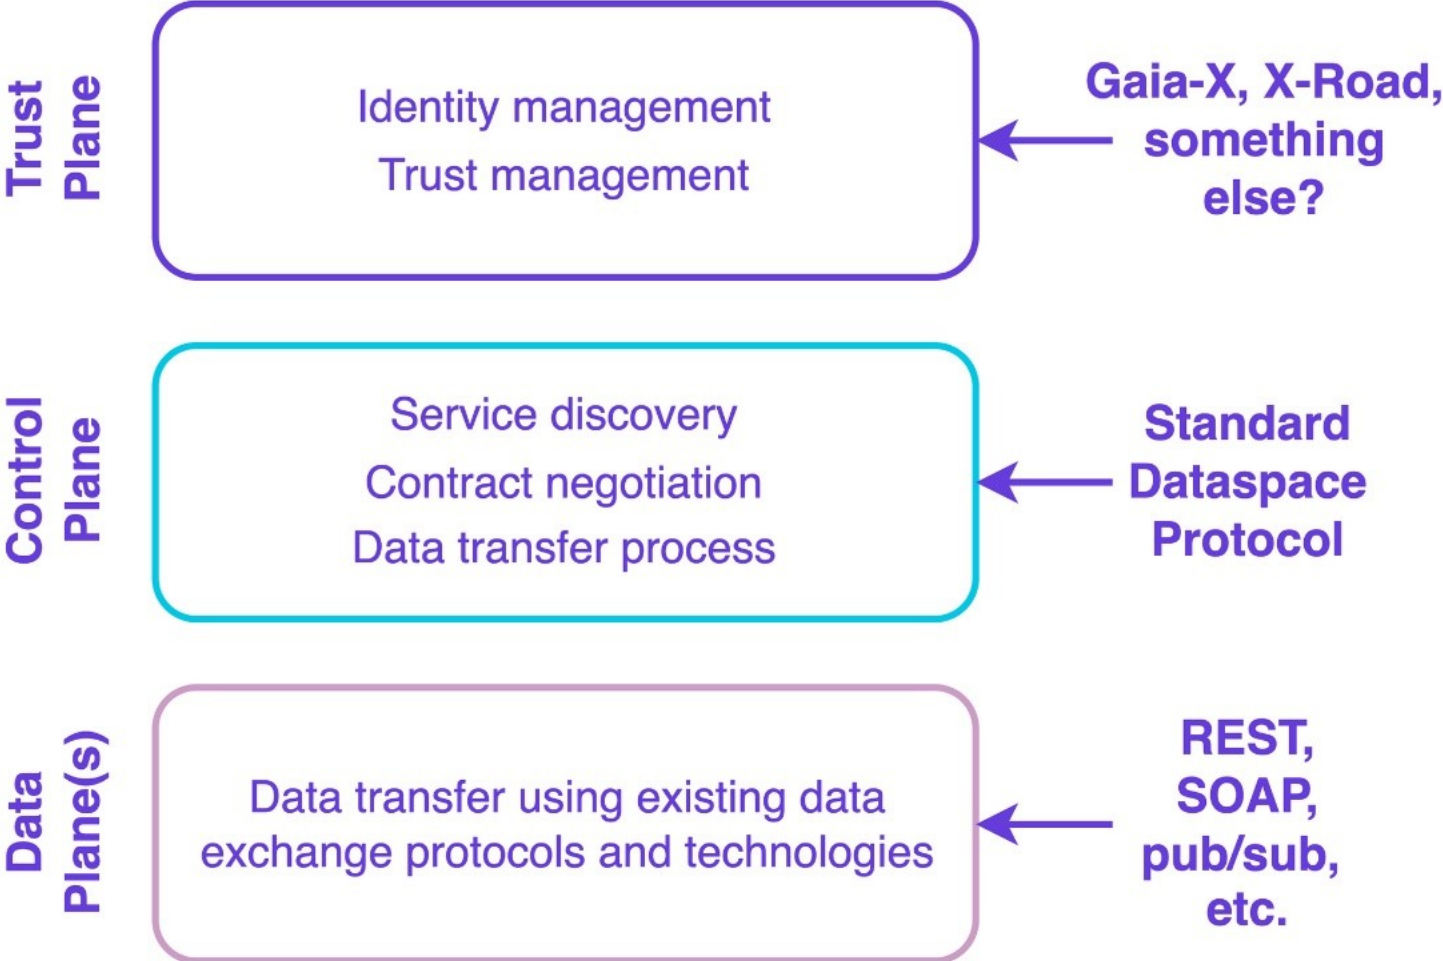 Trust
Plane
Identity management
Trust management
Gaia-X, X-Road,
something
else?
Control
Plane
Service discovery
Contract negotiation
Data transfer process
Standard
Dataspace
Protocol
Data
Plane(s)
Data transfer using existing data
exchange protocols and technologies
REST,
SOAP,
pub/sub,
etc.